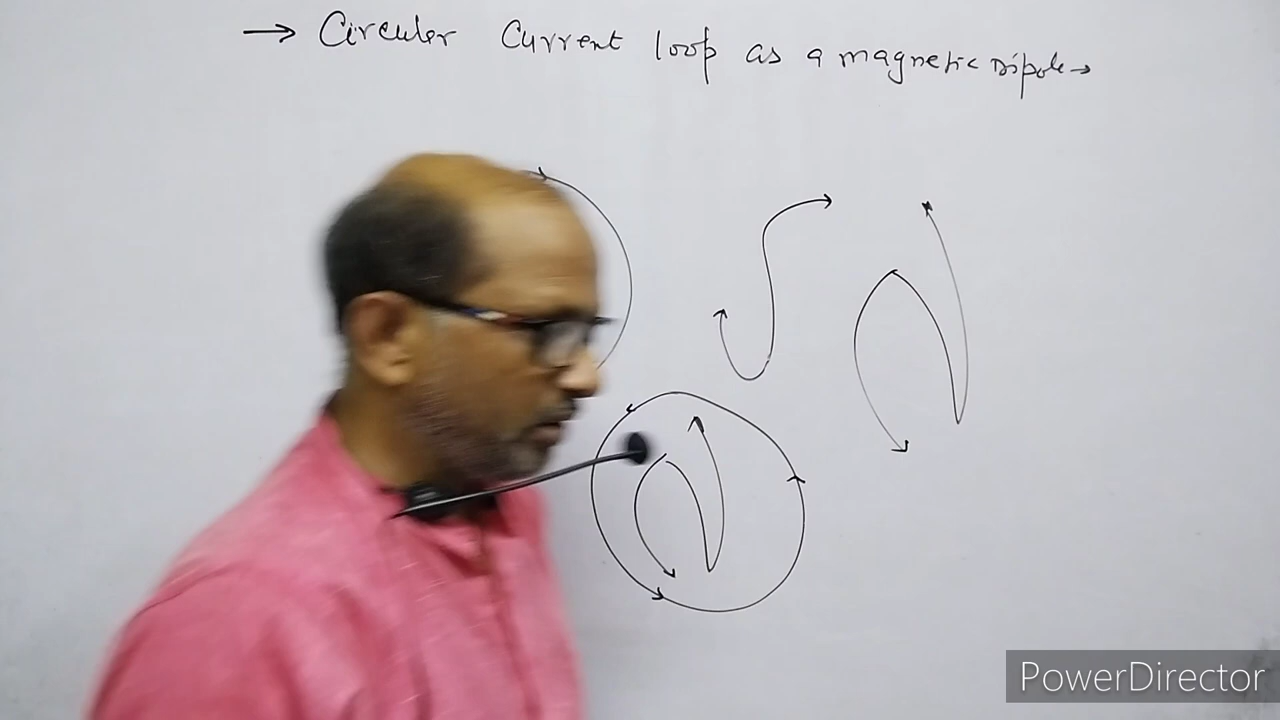 → Circuler Current loop as a magnetic Dipole→
S N
N
PowerDirector